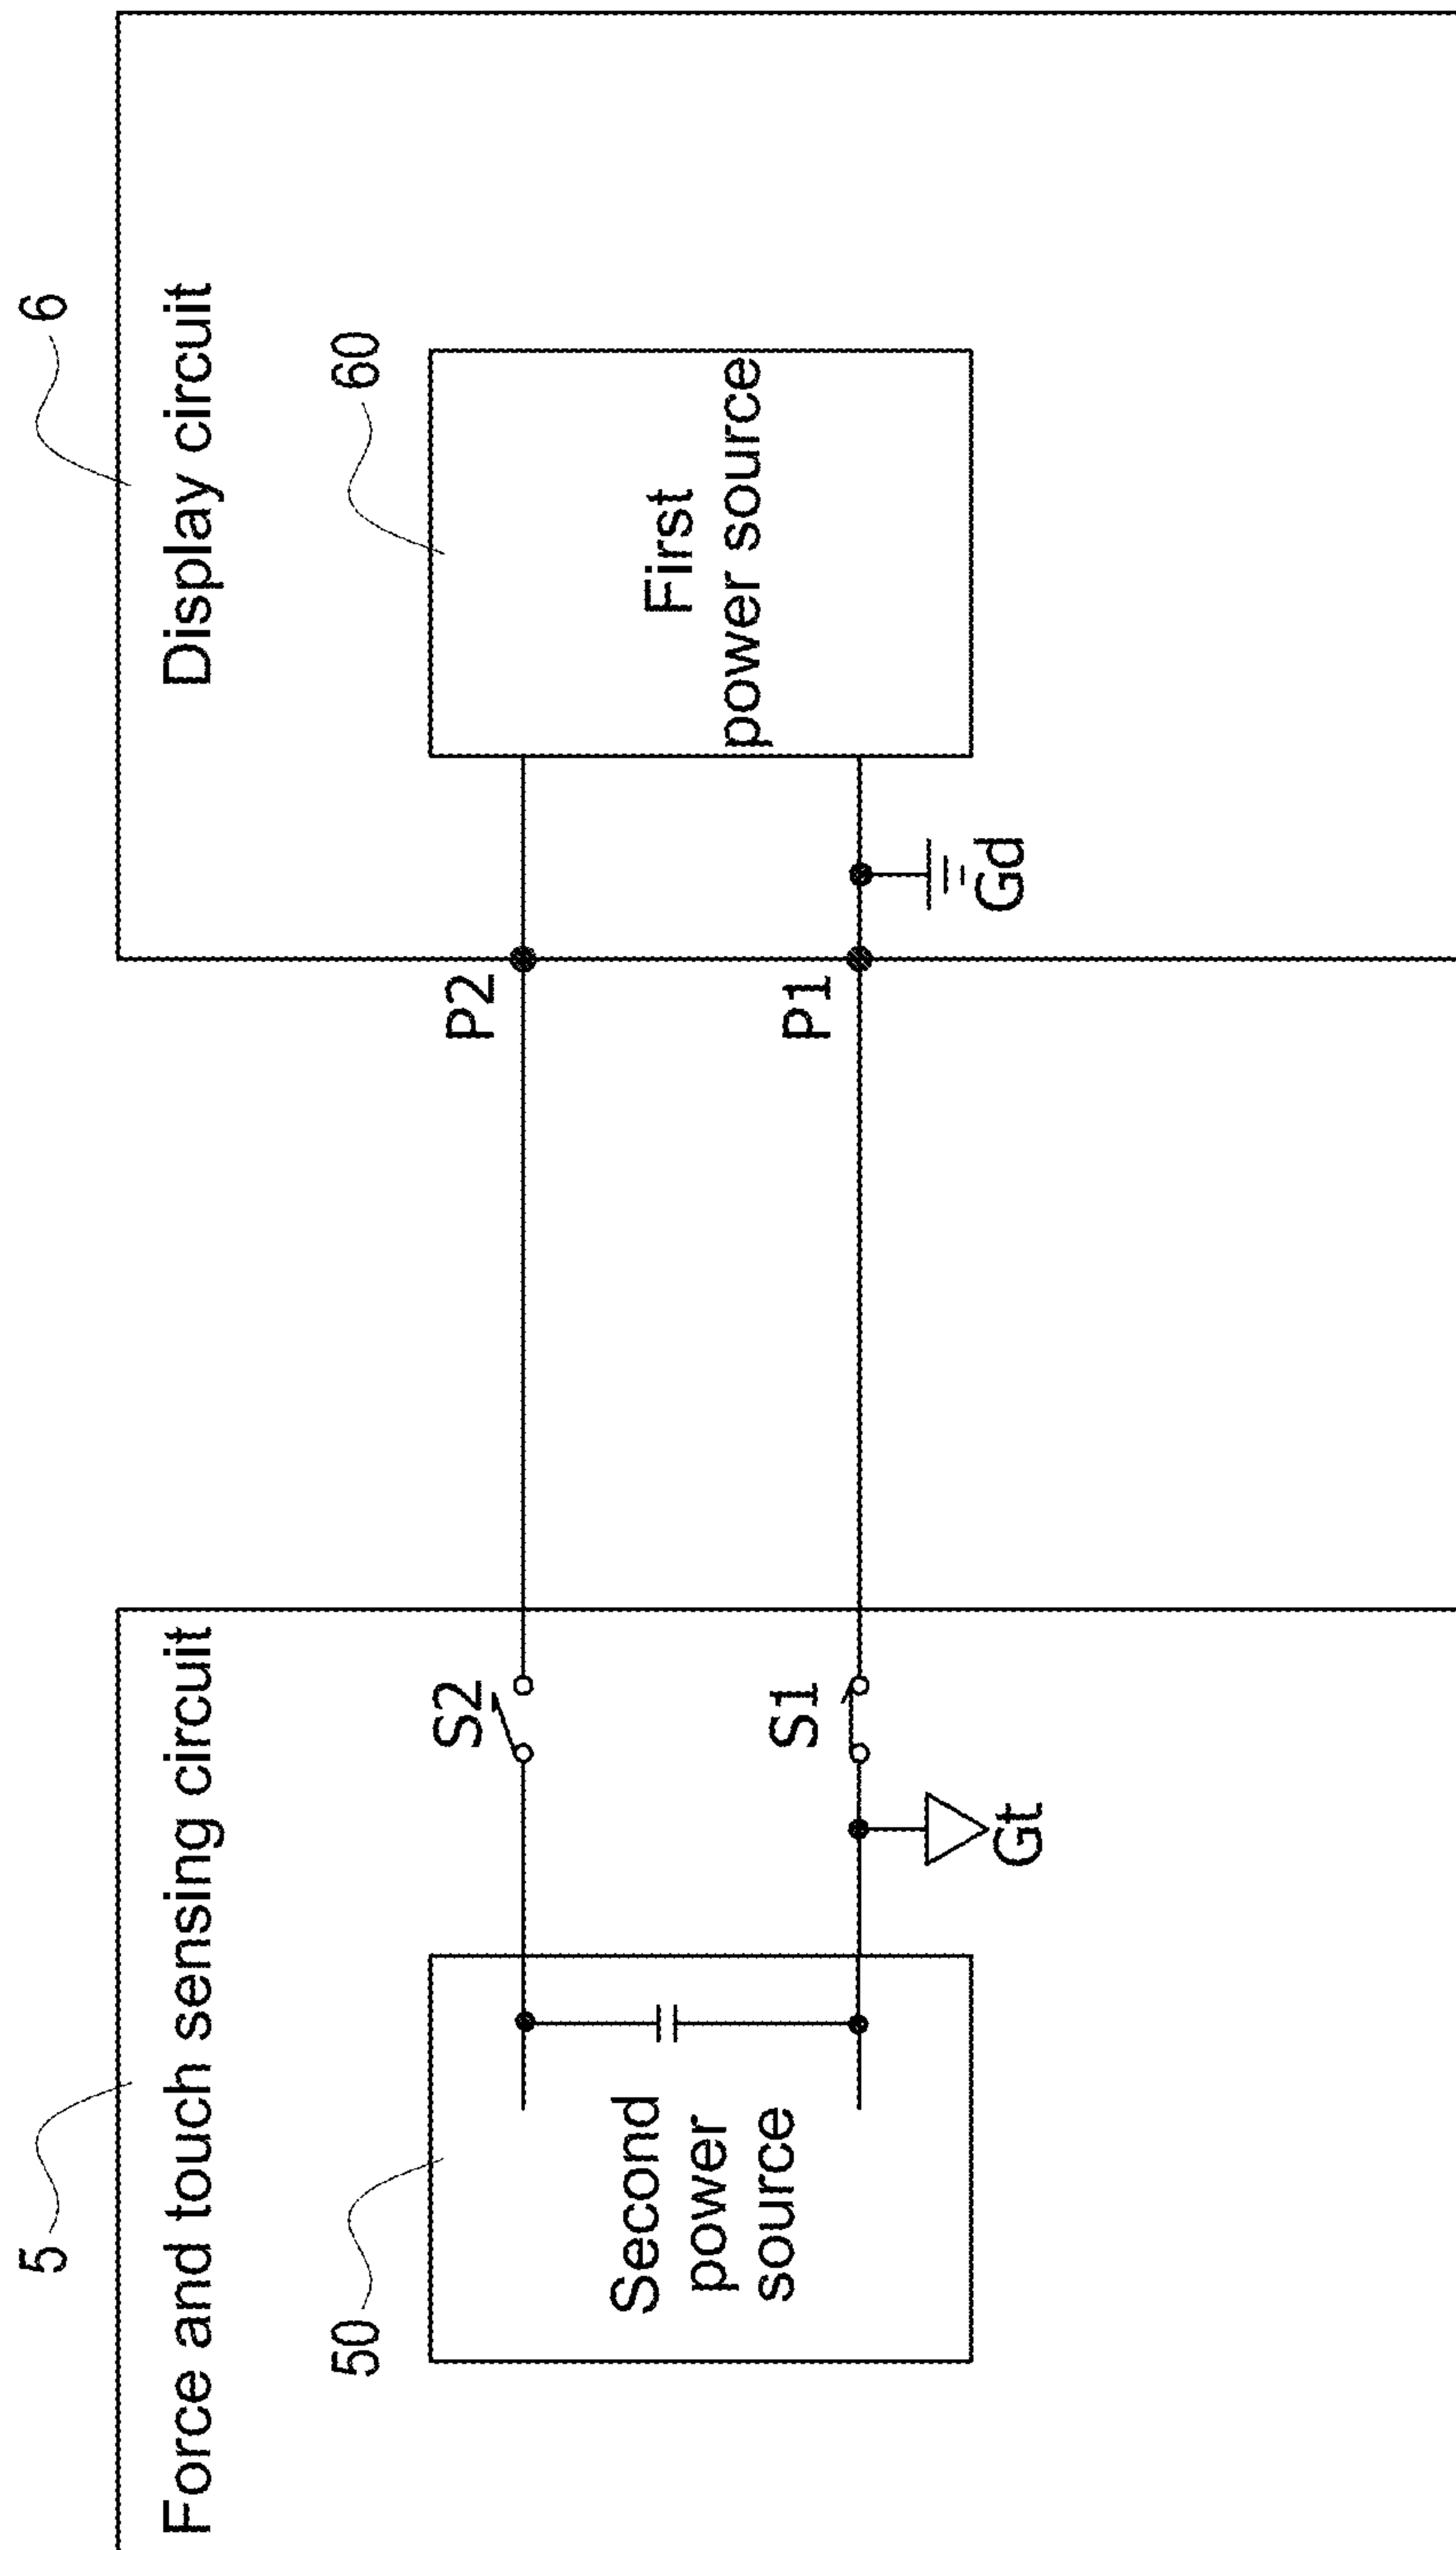 5
6
Force and touch sensing circuit
Display circuit
50
60
Second
power
source
First
power source
S2
P2
S1
P1
Gt
Gd